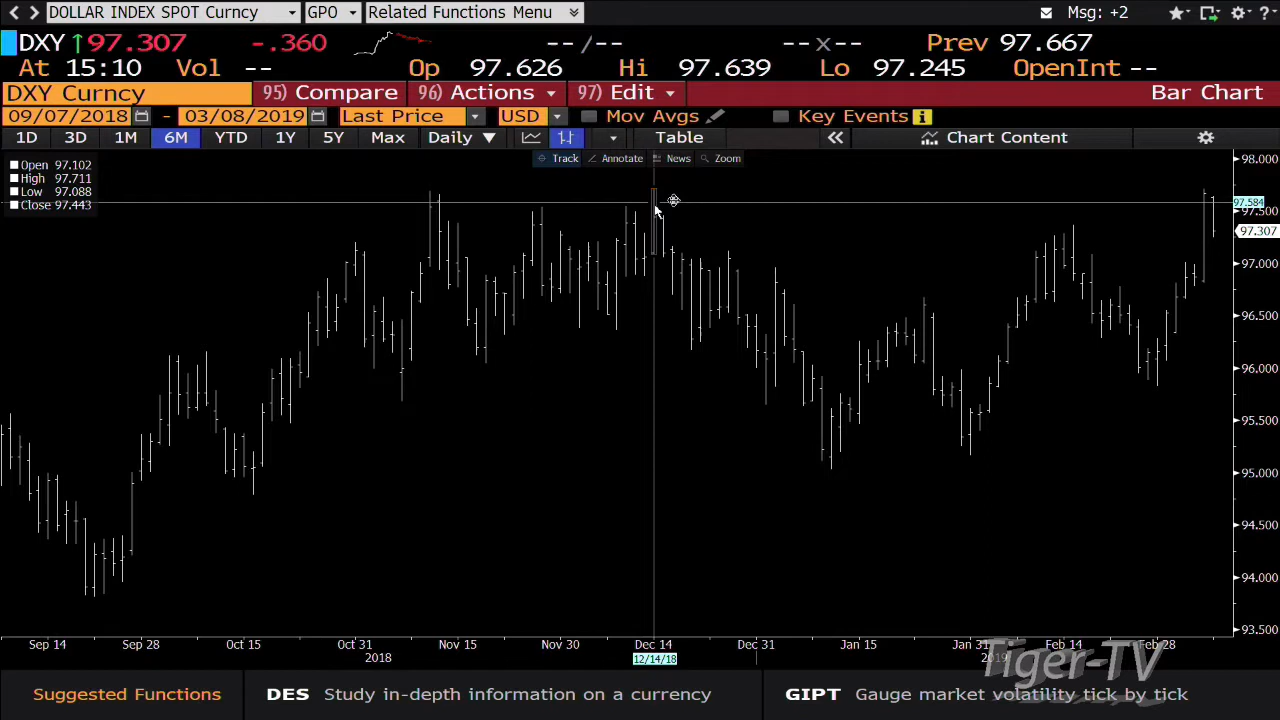 DOLLAR INDEX SPOT Curncy GPO Related Functions Menu Msg: +2 ?
DXY ↑97.307 -.360 -- / -- -- x -- Prev 97.667
At 15:10 Vol -- Op 97.626 Hi 97.639 Lo 97.245 OpenInt --
DXY Curncy 95) Compare 96) Actions 97) Edit Bar Chart
09/07/2018 - 03/08/2019 Last Price USD Mov Avgs Key Events i
1D 3D 1M 6M YTD 1Y 5Y Max Daily ▼ Table « Chart Content
Track Annotate News Zoom
Open 97.102
High 97.711
Low 97.088
Close 97.443
98.000
97.584
97.500
97.307
97.000
96.500
96.000
95.500
95.000
94.500
94.000
93.500
Sep 14 Sep 28 Oct 15 Oct 31 Nov 15 Nov 30 Dec 14 Dec 31 Jan 15 Jan 31 Feb 14 Feb 28
2018 12/14/18 2019
Tiger-TV
Suggested Functions DES Study in-depth information on a currency GIPT Gauge market volatility tick by tick